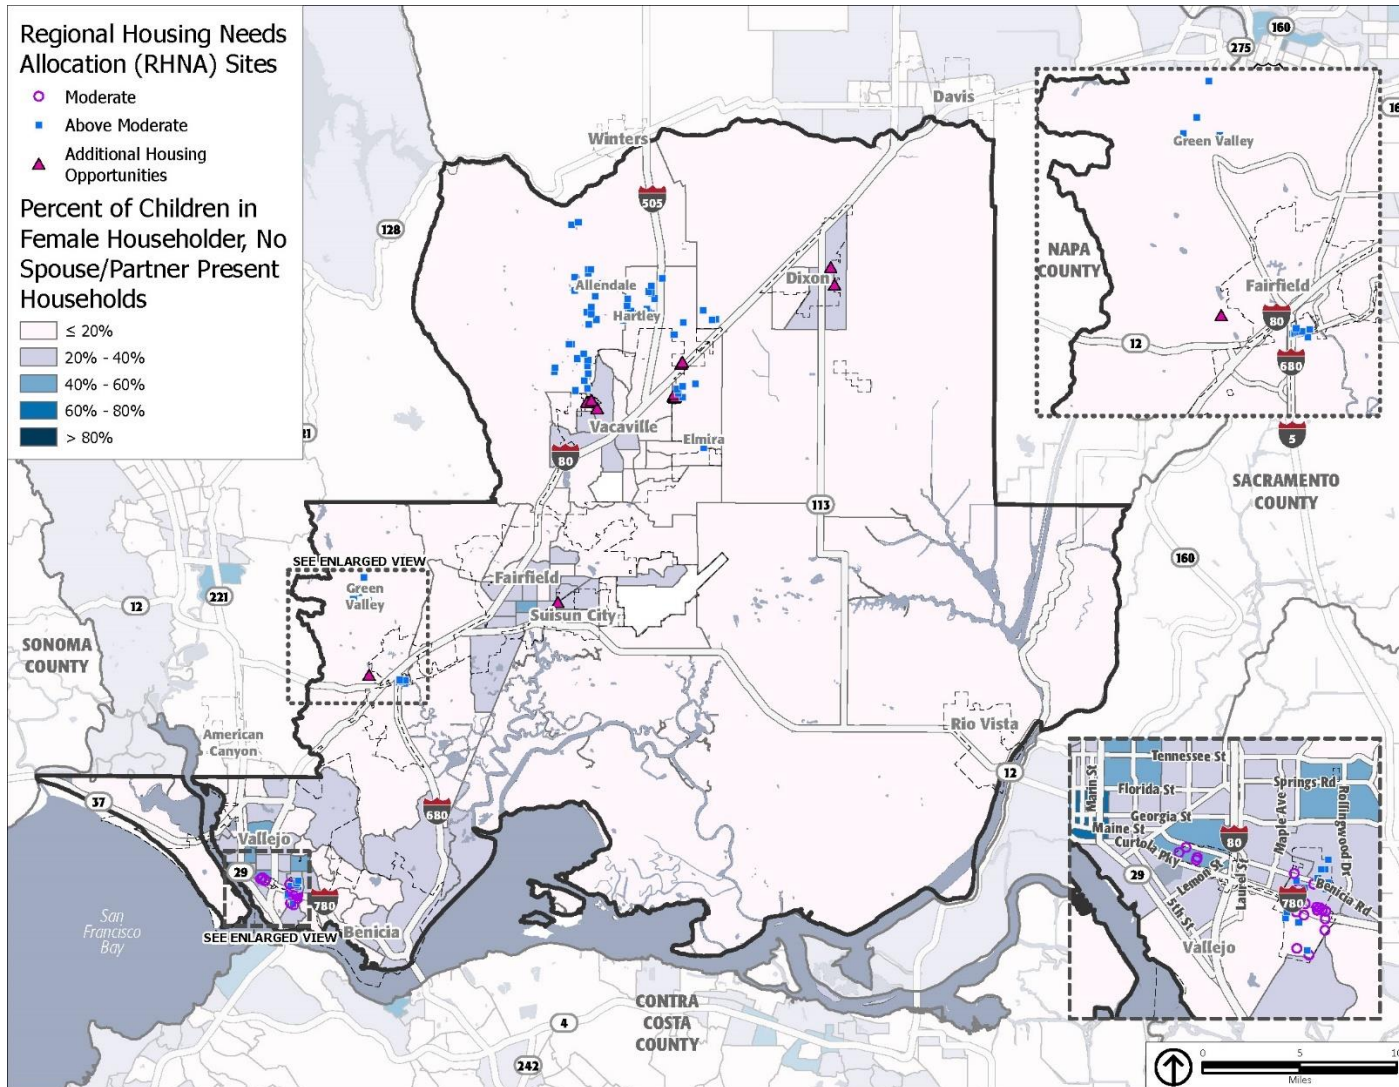 Regional Housing Needs
Allocation (RHNA) Sites
Moderate
Above Moderate
Additional Housing
Opportunities
Percent of Children in
Female Householder, No
Spouse/Partner Present
Households
≤ 20%
20% - 40%
40% - 60%
60% - 80%
> 80%
160
275
Davis
Winters
505
128
Allendale
Hartley
Dixon
Vacaville
Elmira
80
113
5
SACRAMENTO
COUNTY
160
SEE ENLARGED VIEW
Green
Valley
Fairfield
Suisun City
221
12
SONOMA
COUNTY
American
Canyon
Rio Vista
12
37
680
Vallejo
29
780
SEE ENLARGED VIEW
Benicia
San
Francisco
Bay
CONTRA
COSTA
COUNTY
4
242
Green Valley
NAPA
COUNTY
Fairfield
80
12
680
Tennessee St
Marin St
Springs Rd
Florida St
Rollingwood Dr
Maple Ave
Georgia St
Maine St
Curtola Pky
80
Lemon St
Laurel St
29
Benicia Rd
780
5th St
Vallejo
0
5
10
Miles